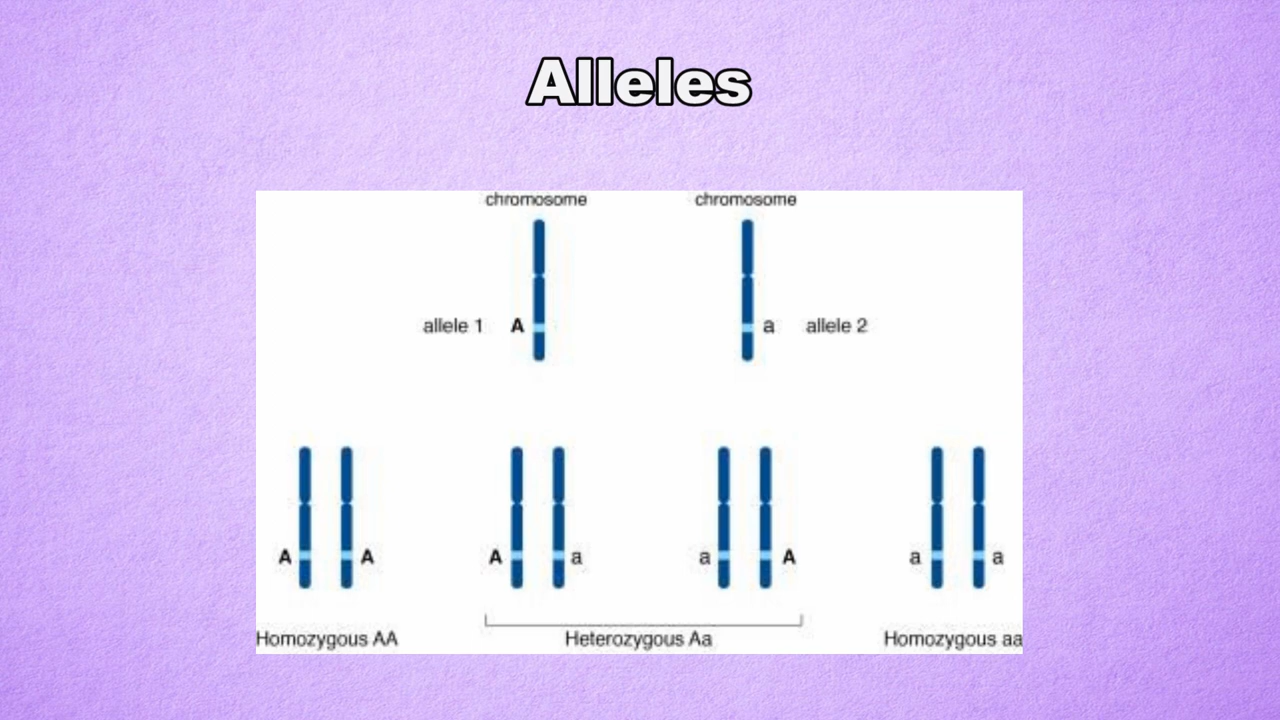 Alleles
chromosome chromosome
allele 1 A a allele 2
A A A a a A a a
Homozygous AA Heterozygous Aa Homozygous aa